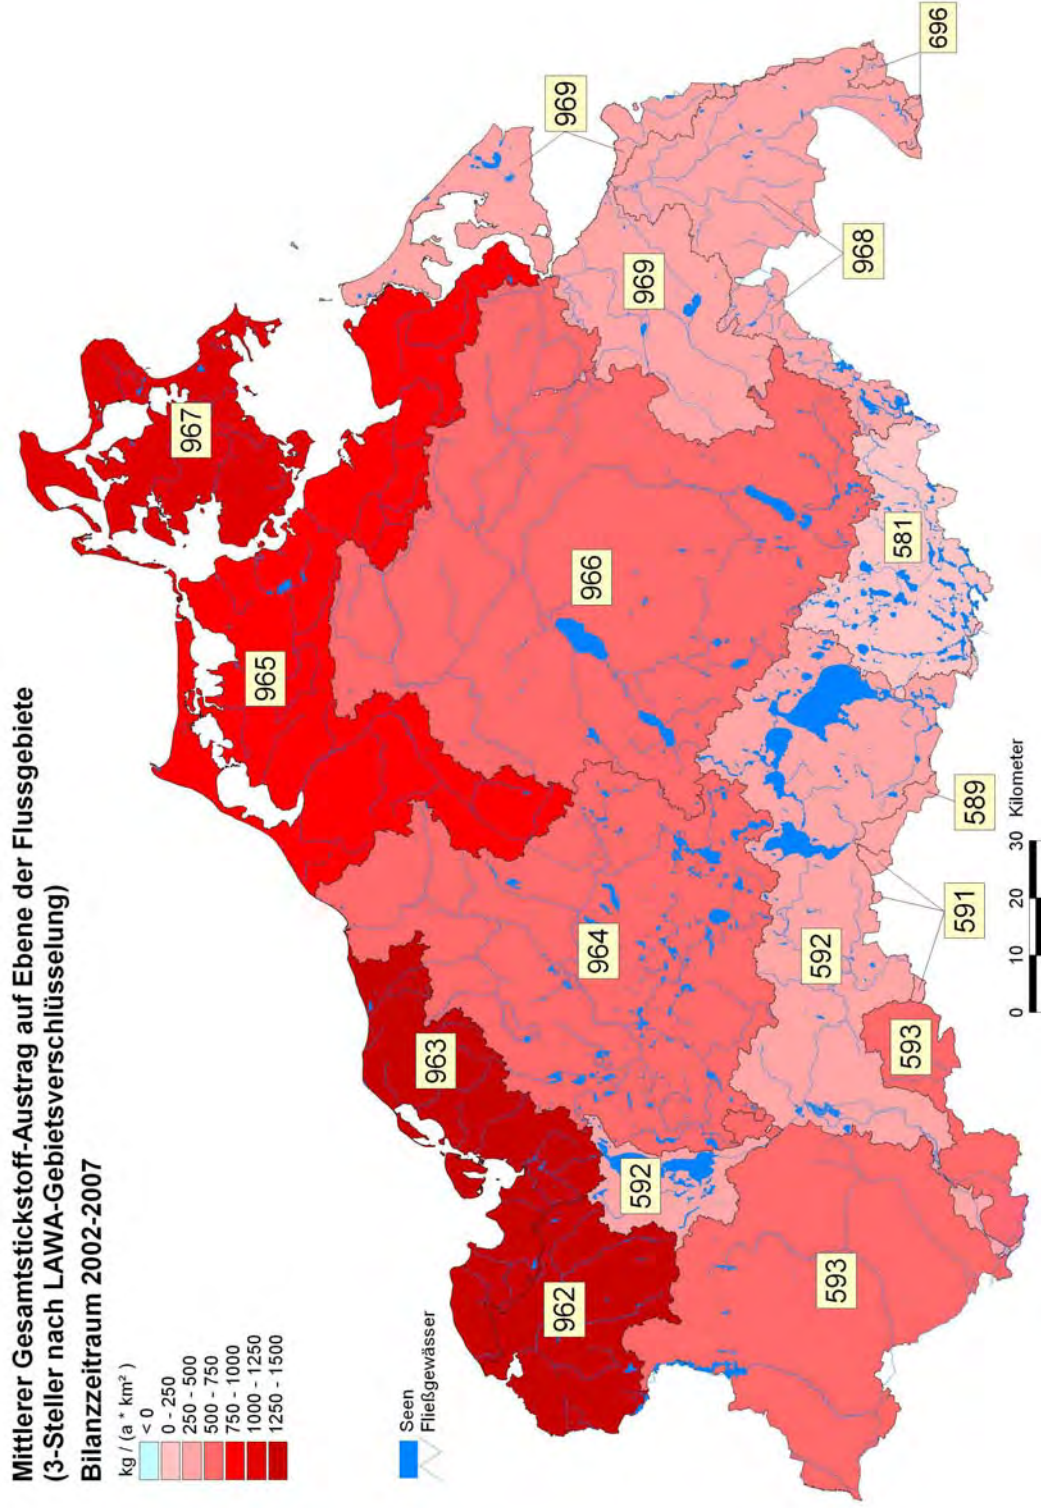 Mittlerer Gesamtstickstoff-Austrag auf Ebene der Flussgebiete
(3-Steller nach LAWA-Gebietsverschlüsselung)
Bilanzzeitraum 2002-2007
kg / (a * km²)
< 0
0 - 250
250 - 500
500 - 750
750 - 1000
1000 - 1250
1250 - 1500
967
965
Seen
Fließgewässer
963
962
969
966
964
592
969
592
593
968
581
593
696
591
589
0 10 20 30 Kilometer